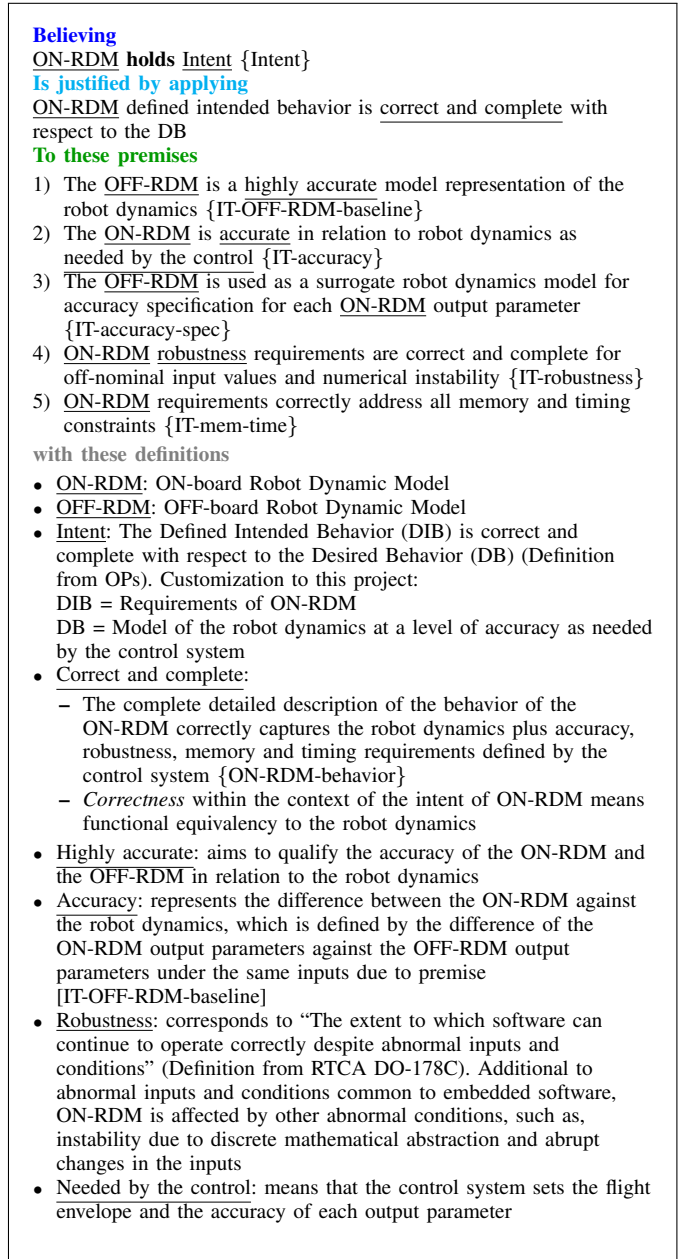 Believing
ON-RDM holds Intent {Intent}
Is justified by applying
ON-RDM defined intended behavior is correct and complete with
respect to the DB
To these premises
1) The OFF-RDM is a highly accurate model representation of the
robot dynamics {IT-OFF-RDM-baseline}
2) The ON-RDM is accurate in relation to robot dynamics as
needed by the control {IT-accuracy}
3) The OFF-RDM is used as a surrogate robot dynamics model for
accuracy specification for each ON-RDM output parameter
{IT-accuracy-spec}
4) ON-RDM robustness requirements are correct and complete for
off-nominal input values and numerical instability {IT-robustness}
5) ON-RDM requirements correctly address all memory and timing
constraints {IT-mem-time}
with these definitions
• ON-RDM: ON-board Robot Dynamic Model
• OFF-RDM: OFF-board Robot Dynamic Model
• Intent: The Defined Intended Behavior (DIB) is correct and
complete with respect to the Desired Behavior (DB) (Definition
from OPs). Customization to this project:
DIB = Requirements of ON-RDM
DB = Model of the robot dynamics at a level of accuracy as needed
by the control system
• Correct and complete:
– The complete detailed description of the behavior of the
ON-RDM correctly captures the robot dynamics plus accuracy,
robustness, memory and timing requirements defined by the
control system {ON-RDM-behavior}
– Correctness within the context of the intent of ON-RDM means
functional equivalency to the robot dynamics
• Highly accurate: aims to qualify the accuracy of the ON-RDM and
the OFF-RDM in relation to the robot dynamics
• Accuracy: represents the difference between the ON-RDM against
the robot dynamics, which is defined by the difference of the
ON-RDM output parameters against the OFF-RDM output
parameters under the same inputs due to premise
[IT-OFF-RDM-baseline]
• Robustness: corresponds to “The extent to which software can
continue to operate correctly despite abnormal inputs and
conditions” (Definition from RTCA DO-178C). Additional to
abnormal inputs and conditions common to embedded software,
ON-RDM is affected by other abnormal conditions, such as,
instability due to discrete mathematical abstraction and abrupt
changes in the inputs
• Needed by the control: means that the control system sets the flight
envelope and the accuracy of each output parameter